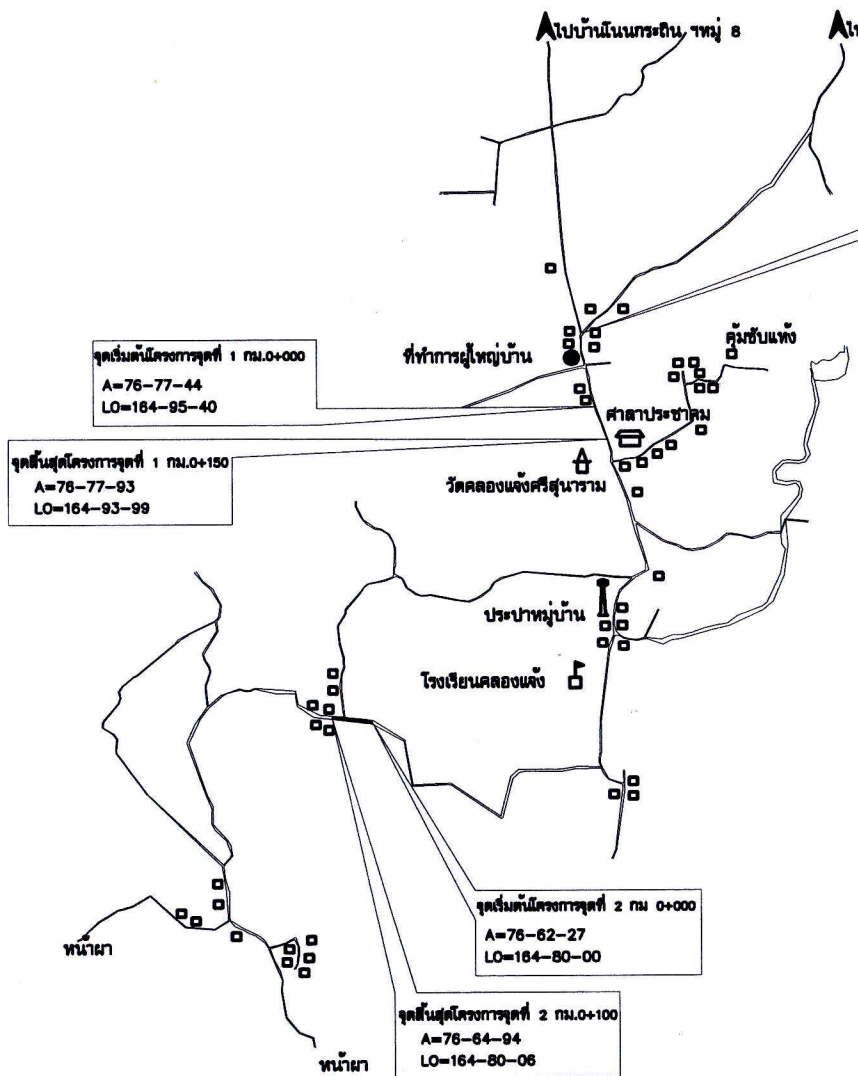 ไปบ้านโนนกระถิน ฯหมู่ 8
ไป
จุดเริ่มต้นโครงการจุดที่ 1 กม.0+000
A=76-77-44
LO=164-95-40
ที่ทำการผู้ใหญ่บ้าน
คุ้มซับแห้ง
ศาลาประชาคม
จุดสิ้นสุดโครงการจุดที่ 1 กม.0+150
A=76-77-93
LO=164-93-99
วัดคลองแจ้งศรีสุนาราม
ประปาหมู่บ้าน
โรงเรียนคลองแจ้ง
จุดเริ่มต้นโครงการจุดที่ 2 กม 0+000
A=76-62-27
LO=164-80-00
หน้าผา
จุดสิ้นสุดโครงการจุดที่ 2 กม.0+100
A=76-64-94
LO=164-80-06
หน้าผา